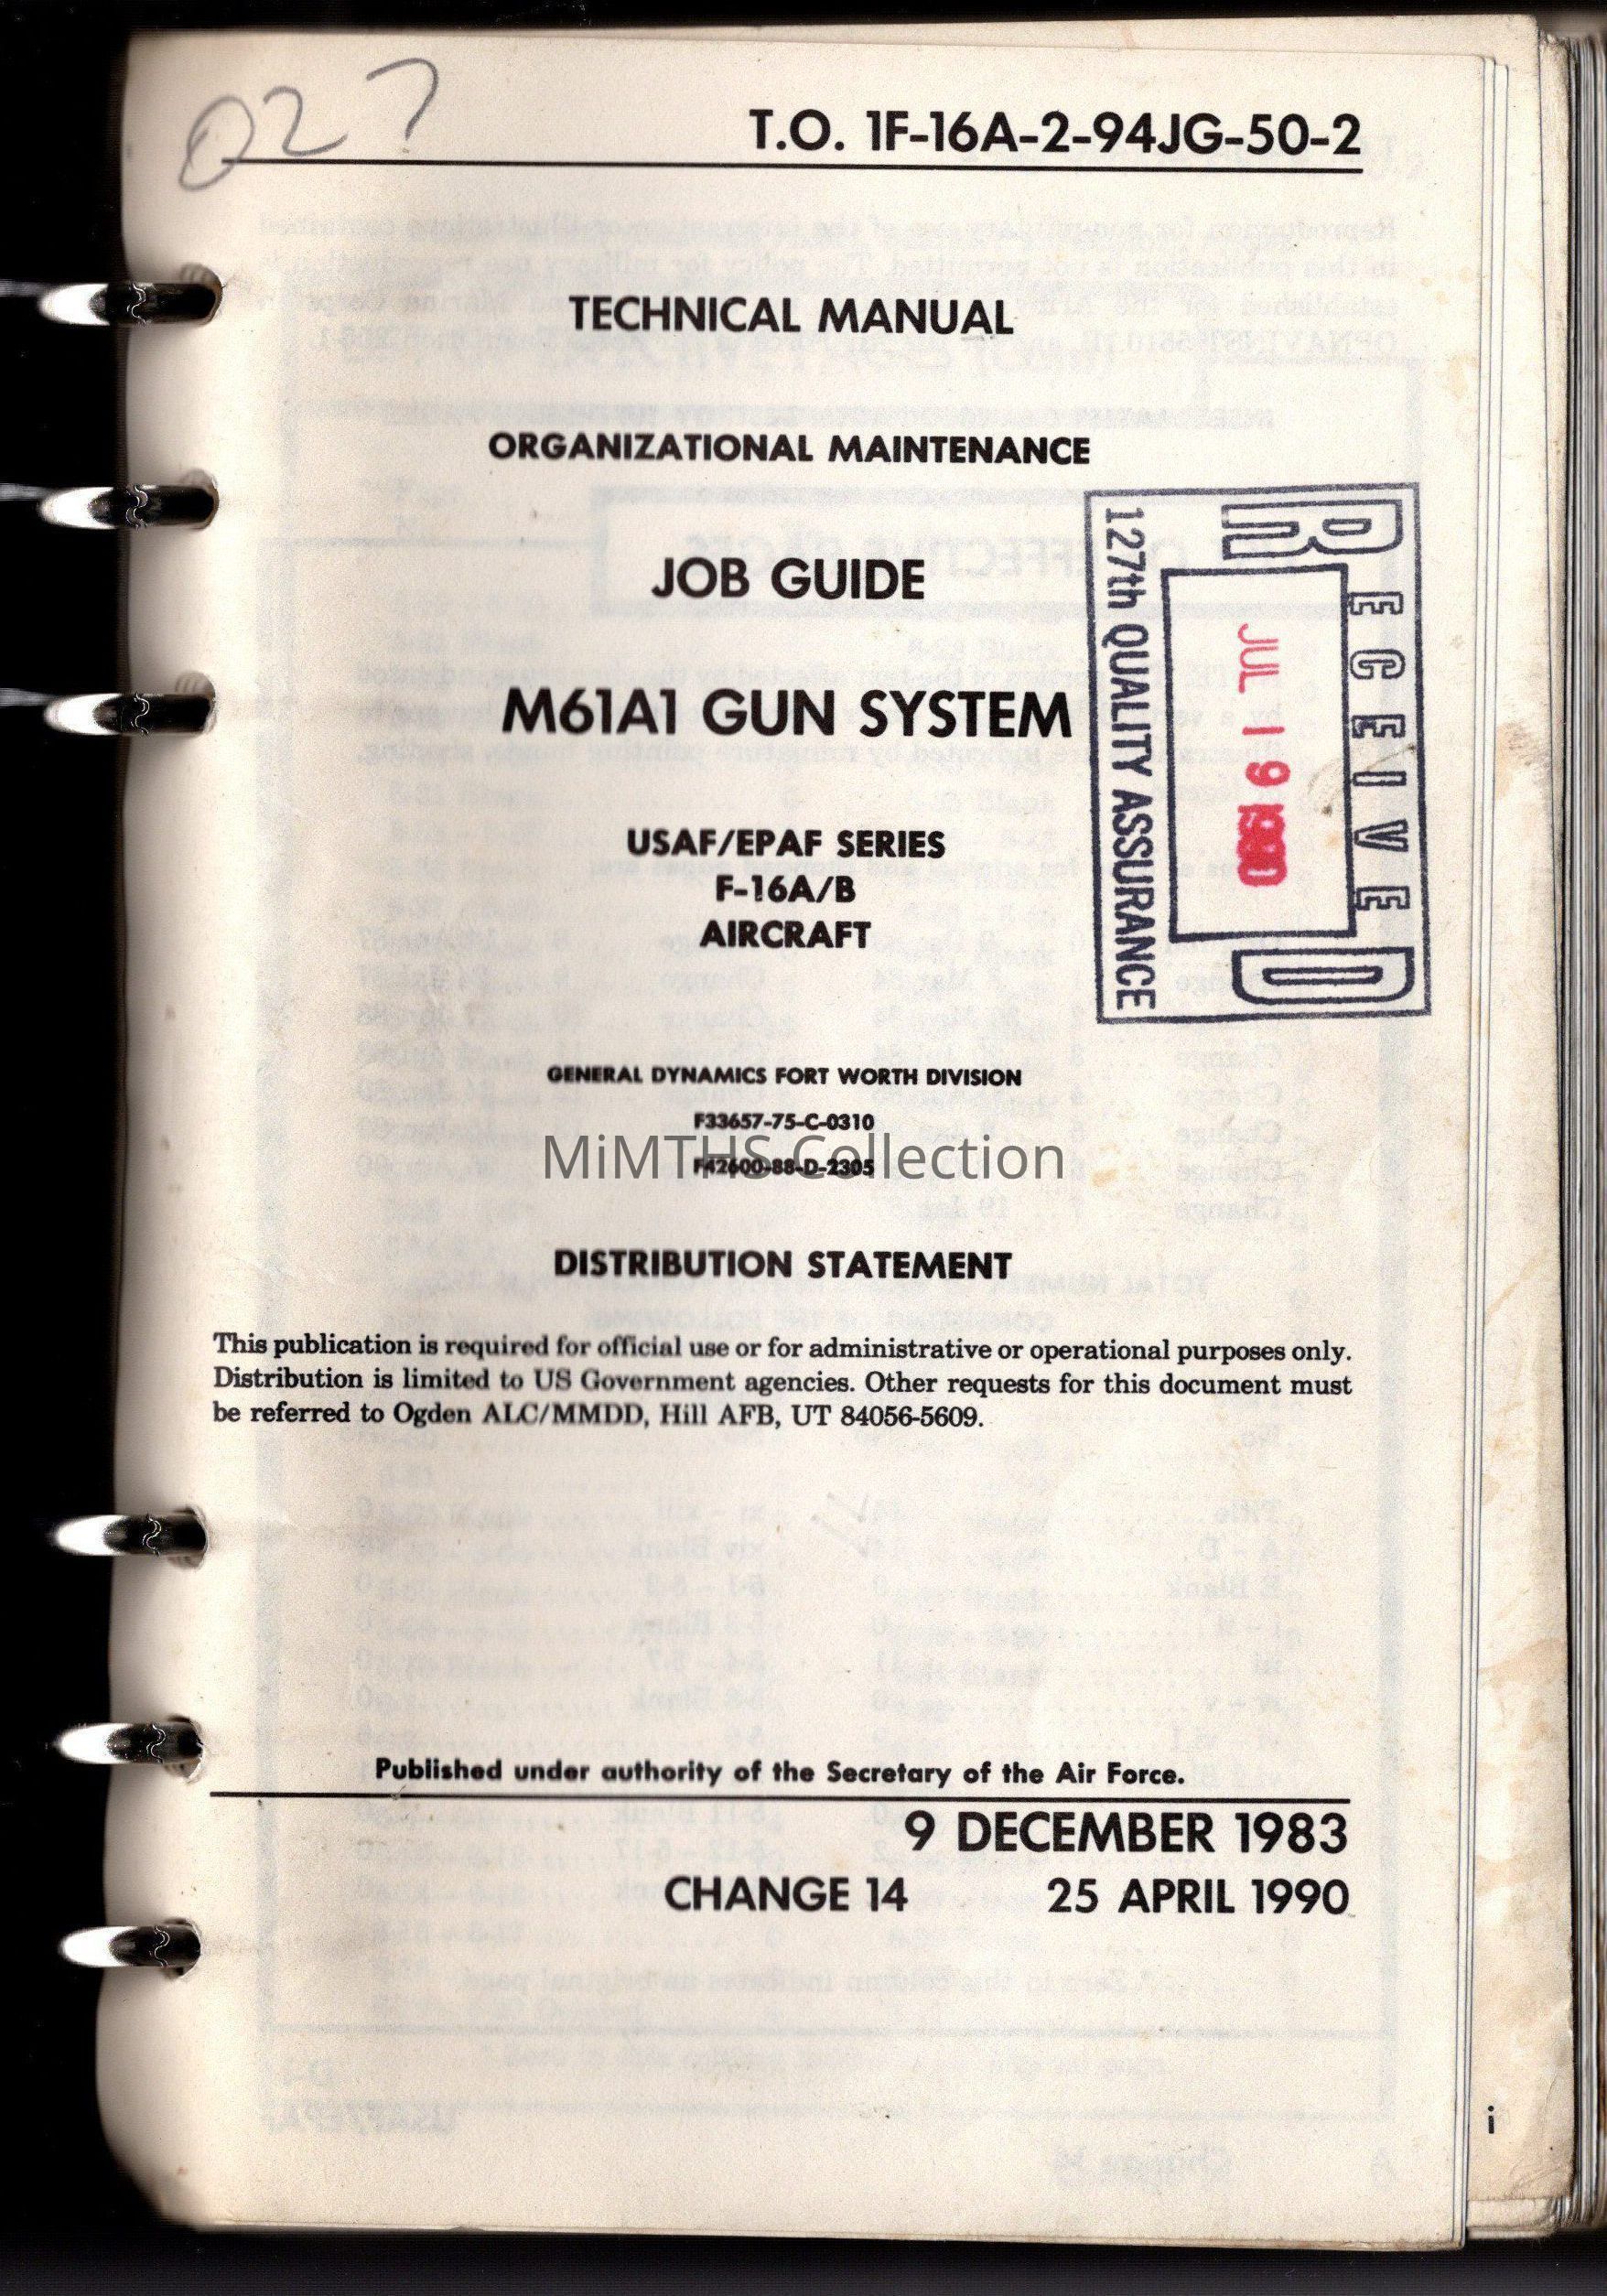 027
T.O. 1F-16A-2-94JG-50-2
TECHNICAL MANUAL
ORGANIZATIONAL MAINTENANCE
JOB GUIDE
M61A1 GUN SYSTEM
USAF/EPAF SERIES
F-16A/B
AIRCRAFT
RECEIVED
JUL 19
127th QUALITY ASSURANCE
GENERAL DYNAMICS FORT WORTH DIVISION
F33657-75-C-0310
F42600-88-D-2305
MiMTHS Collection
DISTRIBUTION STATEMENT
This publication is required for official use or for administrative or operational purposes only.
Distribution is limited to US Government agencies. Other requests for this document must
be referred to Ogden ALC/MMDD, Hill AFB, UT 84056-5609.
Published under authority of the Secretary of the Air Force.
9 DECEMBER 1983
CHANGE 14 25 APRIL 1990
i